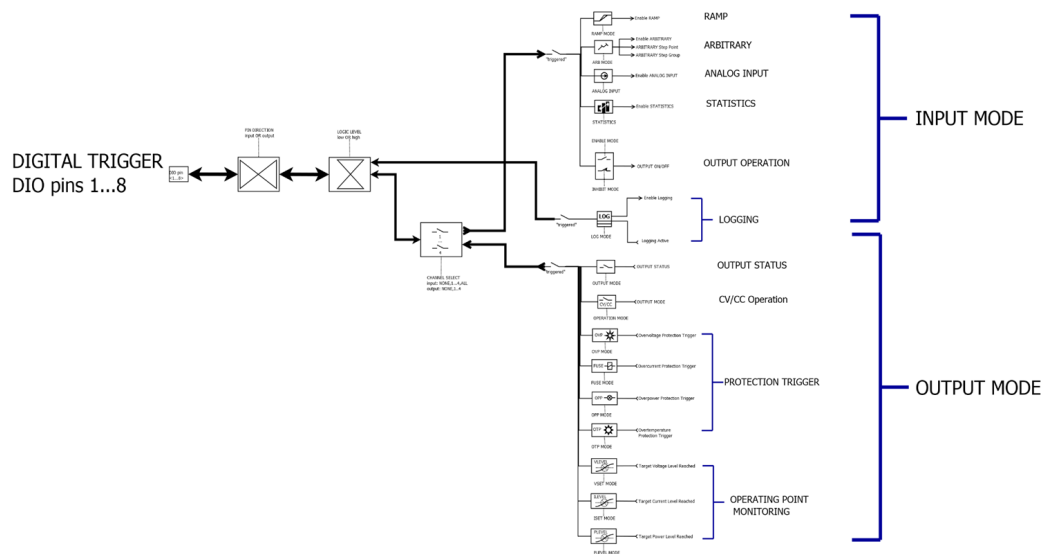 DIGITAL TRIGGER
DIO pins 1...8
DIO pin
<1...8>
PIN DIRECTION
input OR output
LOGIC LEVEL
low OR high
CHANNEL SELECT
input: NONE,1...4,ALL
output: NONE,1..4
"triggered"
RAMP MODE
Enable RAMP
RAMP
ARB MODE
Enable ARBITRARY
ARBITRARY Step Point
ARBITRARY Step Group
ARBITRARY
ANALOG INPUT
Enable ANALOG INPUT
ANALOG INPUT
STATISTICS
Enable STATISTICS
STATISTICS
ENABLE MODE
OUTPUT ON/OFF
INHIBIT MODE
OUTPUT OPERATION
INPUT MODE
"triggered"
LOG
LOG MODE
Enable Logging
Logging Active
LOGGING
"triggered"
OUTPUT MODE
OUTPUT STATUS
OUTPUT STATUS
CV/CC
OPERATION MODE
OUTPUT MODE
CV/CC Operation
OVP
OVP MODE
Overvoltage Protection Trigger
FUSE
FUSE MODE
Overcurrent Protection Trigger
OPP
OPP MODE
Overpower Protection Trigger
OTP
OTP MODE
Overtemperature
Protection Trigger
PROTECTION TRIGGER
OUTPUT MODE
VLEVEL
VSET MODE
Target Voltage Level Reached
ILEVEL
ISET MODE
Target Current Level Reached
PLEVEL
PLEVEL MODE
Target Power Level Reached
OPERATING POINT
MONITORING